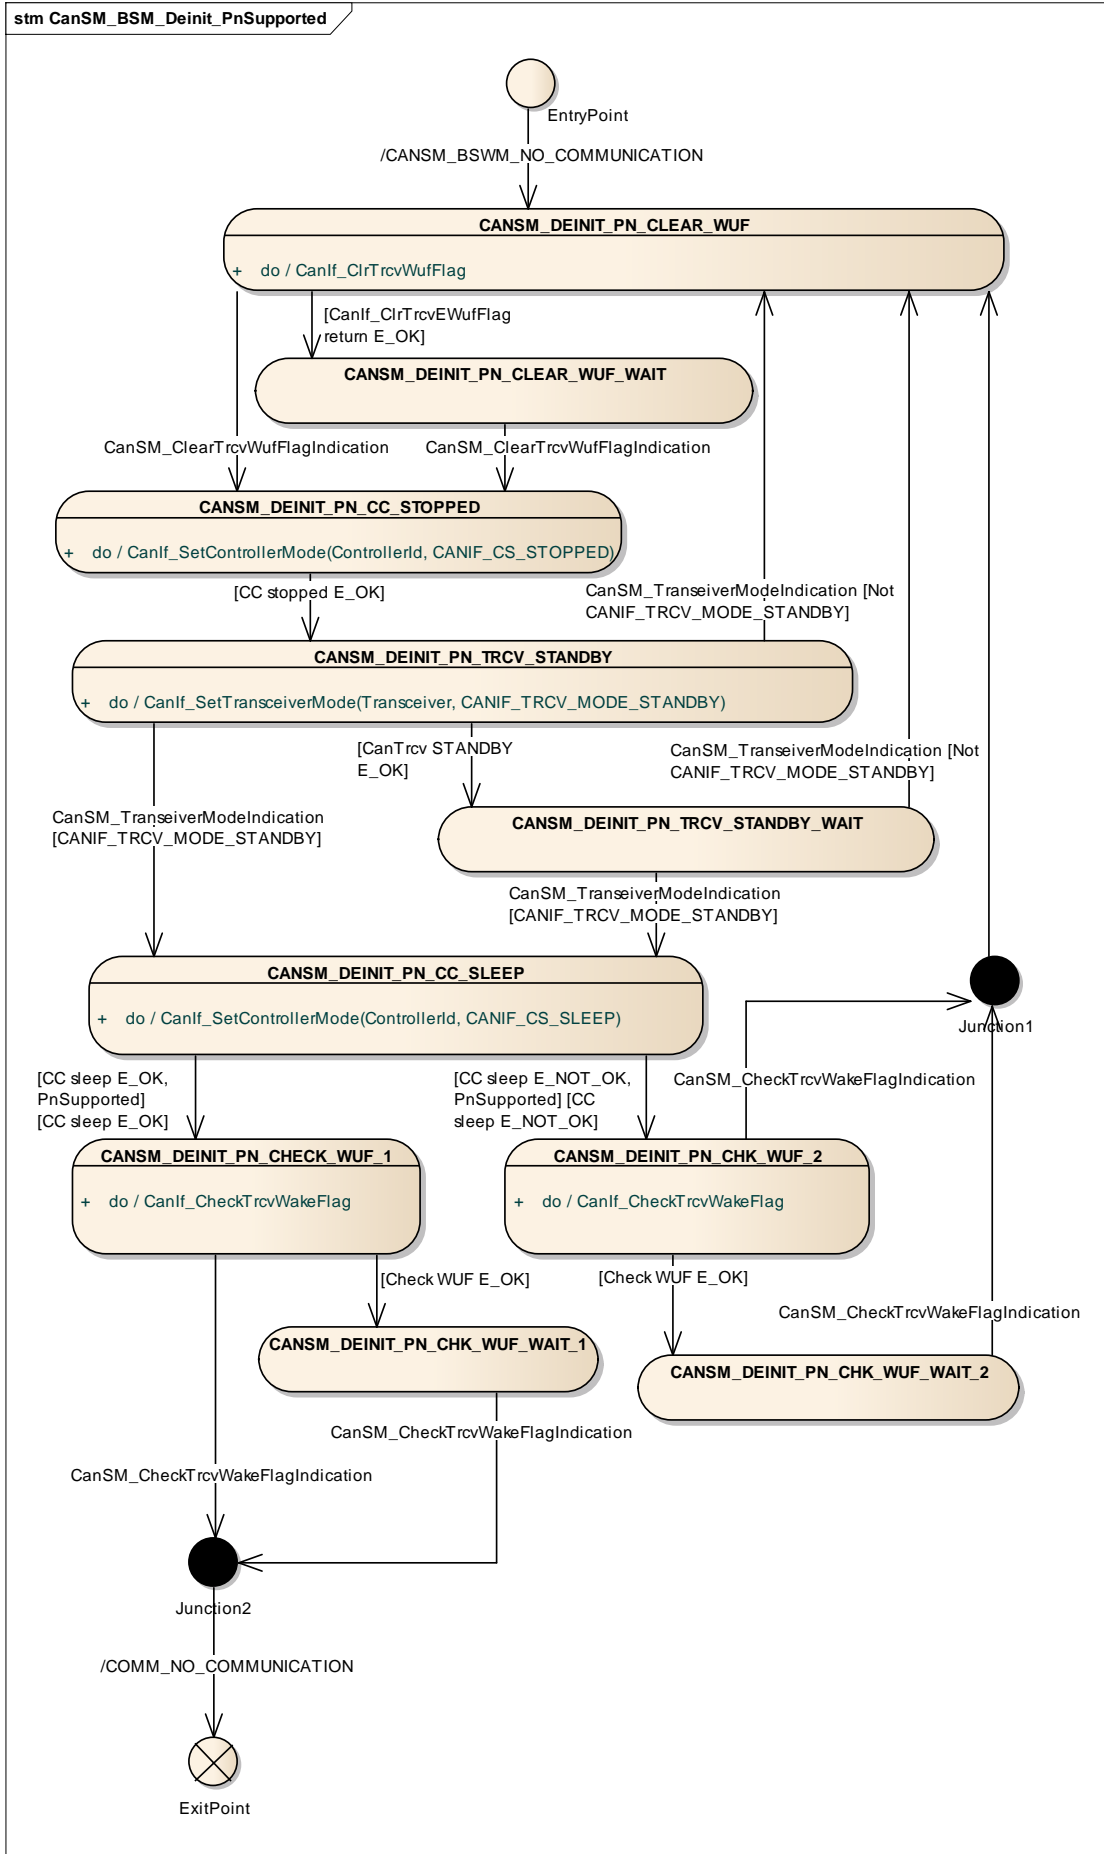 stm CanSM_BSM_Deinit_PnSupported
EntryPoint
/CANSM_BSWM_NO_COMMUNICATION
CANSM_DEINIT_PN_CLEAR_WUF
+ do / CanIf_ClrTrcvWufFlag
[CanIf_ClrTrcvEWufFlag
return E_OK]
CANSM_DEINIT_PN_CLEAR_WUF_WAIT
CanSM_ClearTrcvWufFlagIndication
CanSM_ClearTrcvWufFlagIndication
CANSM_DEINIT_PN_CC_STOPPED
+ do / CanIf_SetControllerMode(ControllerId, CANIF_CS_STOPPED)
[CC stopped E_OK]
CanSM_TranseiverModeIndication [Not
CANIF_TRCV_MODE_STANDBY]
CANSM_DEINIT_PN_TRCV_STANDBY
+ do / CanIf_SetTransceiverMode(Transceiver, CANIF_TRCV_MODE_STANDBY)
[CanTrcv STANDBY
E_OK]
CanSM_TranseiverModeIndication [Not
CANIF_TRCV_MODE_STANDBY]
CanSM_TranseiverModeIndication
[CANIF_TRCV_MODE_STANDBY]
CANSM_DEINIT_PN_TRCV_STANDBY_WAIT
CanSM_TranseiverModeIndication
[CANIF_TRCV_MODE_STANDBY]
CANSM_DEINIT_PN_CC_SLEEP
+ do / CanIf_SetControllerMode(ControllerId, CANIF_CS_SLEEP)
Junction1
[CC sleep E_OK,
PnSupported]
[CC sleep E_OK]
[CC sleep E_NOT_OK,
PnSupported] [CC
sleep E_NOT_OK]
CanSM_CheckTrcvWakeFlagIndication
CANSM_DEINIT_PN_CHECK_WUF_1
+ do / CanIf_CheckTrcvWakeFlag
CANSM_DEINIT_PN_CHK_WUF_2
+ do / CanIf_CheckTrcvWakeFlag
[Check WUF E_OK]
[Check WUF E_OK]
CanSM_CheckTrcvWakeFlagIndication
CANSM_DEINIT_PN_CHK_WUF_WAIT_1
CANSM_DEINIT_PN_CHK_WUF_WAIT_2
CanSM_CheckTrcvWakeFlagIndication
CanSM_CheckTrcvWakeFlagIndication
Junction2
/COMM_NO_COMMUNICATION
ExitPoint